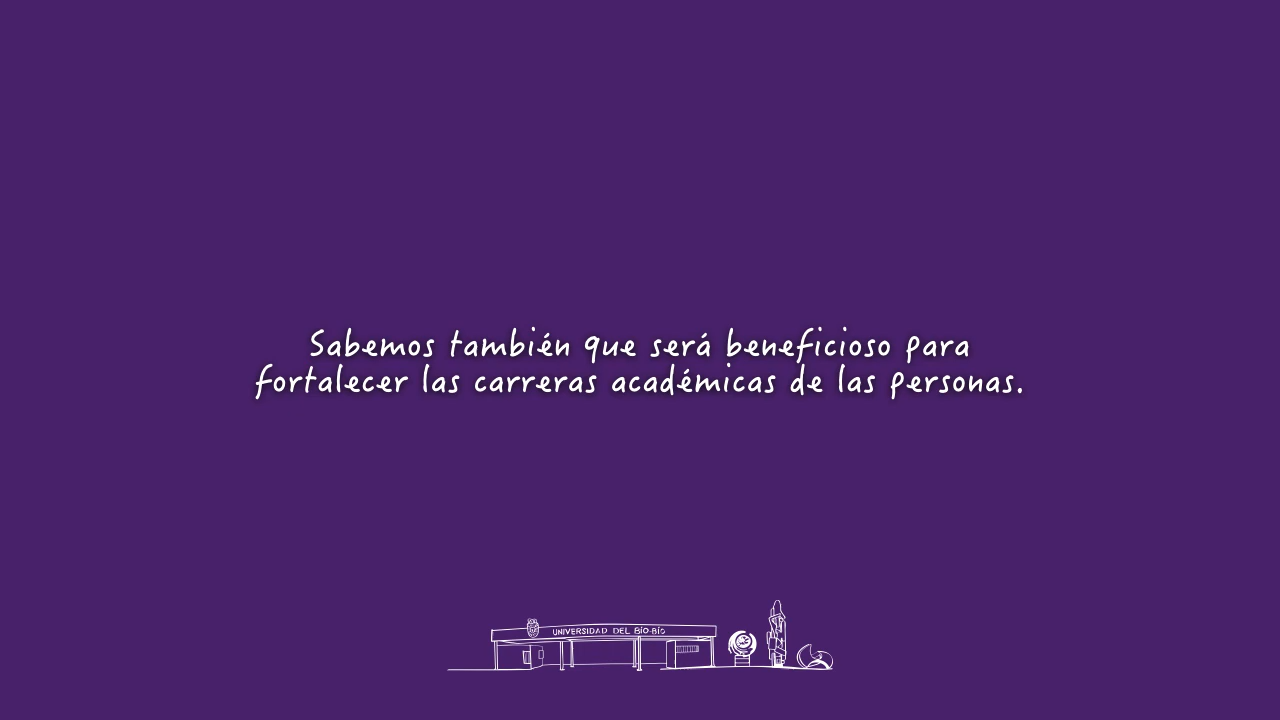 Sabemos también que será beneficioso para
fortalecer las carreras académicas de las personas.
UNIVERSIDAD DEL BÍO-BÍO